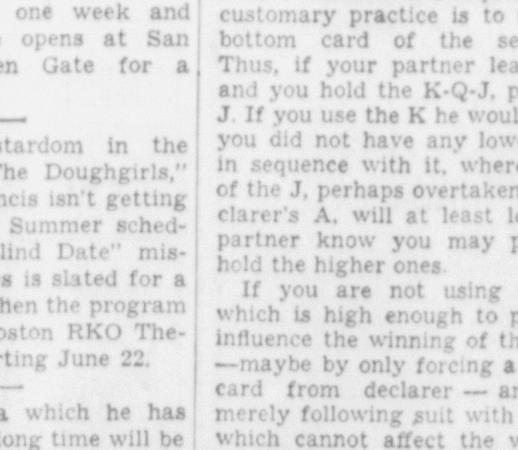 one week and
opens at San
en Gate for a
stardom in the
The Doughgirls,"
ncis isn't getting
Summer sched-
lind Date" mis-
s is slated for a
hen the program
oston RKO The-
rting June 22.
a which he has
long time will be
customary practice is to
bottom card of the se
Thus, if your partner lea
and you hold the K-Q-J, p
J. If you use the K he woul
you did not have any low
in sequence with it, wher
of the J, perhaps overtaken
clarer's A, will at least le
partner know you may p
hold the higher ones.
If you are not using
which is high enough to p
influence the winning of th
—maybe by only forcing a
card from declarer — an
merely following suit with
which cannot affect the w